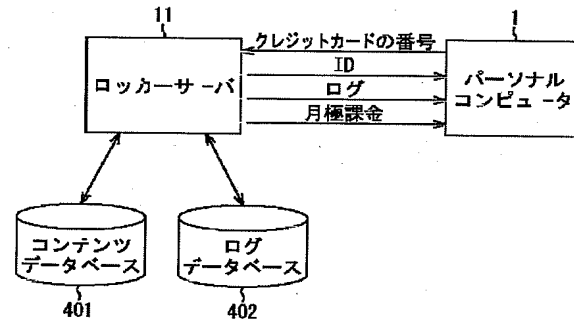 11
1
クレジットカードの番号
ID
ログ
月極課金
ロッカーサーバ
パーソナル
コンピュータ
コンテンツ
データベース
ログ
データベース
401
402